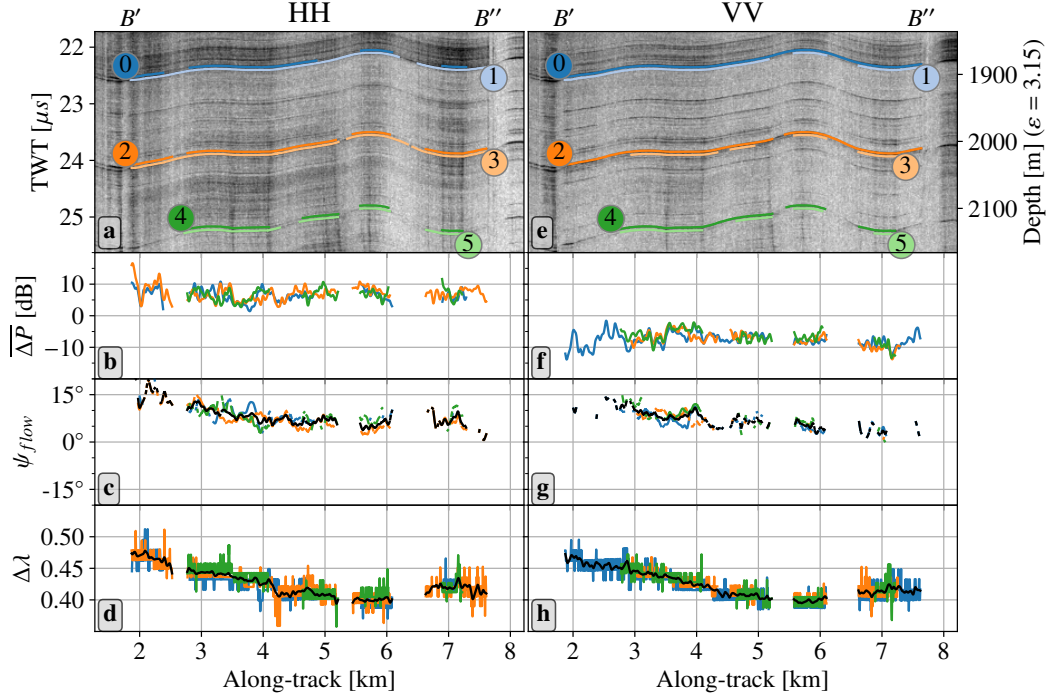 HH VV
B′ B′′ B′ B′′
22
23
24
25
TWT [μs]
0 1 2 3 4 5
a
0 1 2 3 4 5
e
1900
2000
2100
Depth [m] (ε = 3.15)
10
0
−10
ΔP [dB]
b f
15°
0°
-15°
ψflow
c g
0.50
0.45
0.40
Δλ
d h
2 3 4 5 6 7 8 2 3 4 5 6 7 8
Along-track [km] Along-track [km]